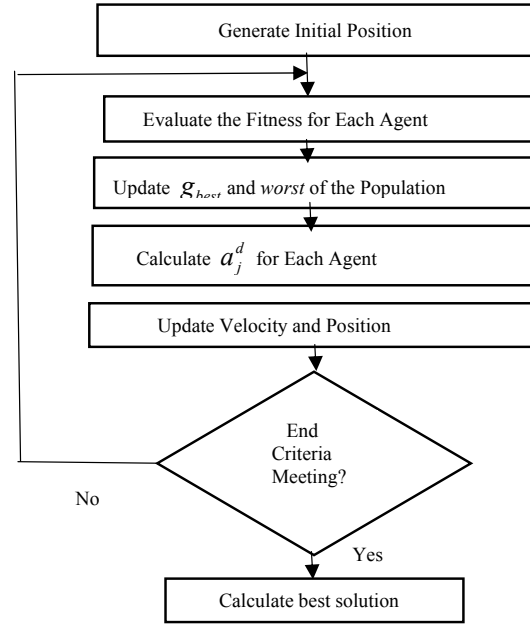 Generate Initial Position
Evaluate the Fitness for Each Agent
Update g_best and worst of the Population
Calculate a_j^d for Each Agent
Update Velocity and Position
End
Criteria
Meeting?
No
Yes
Calculate best solution